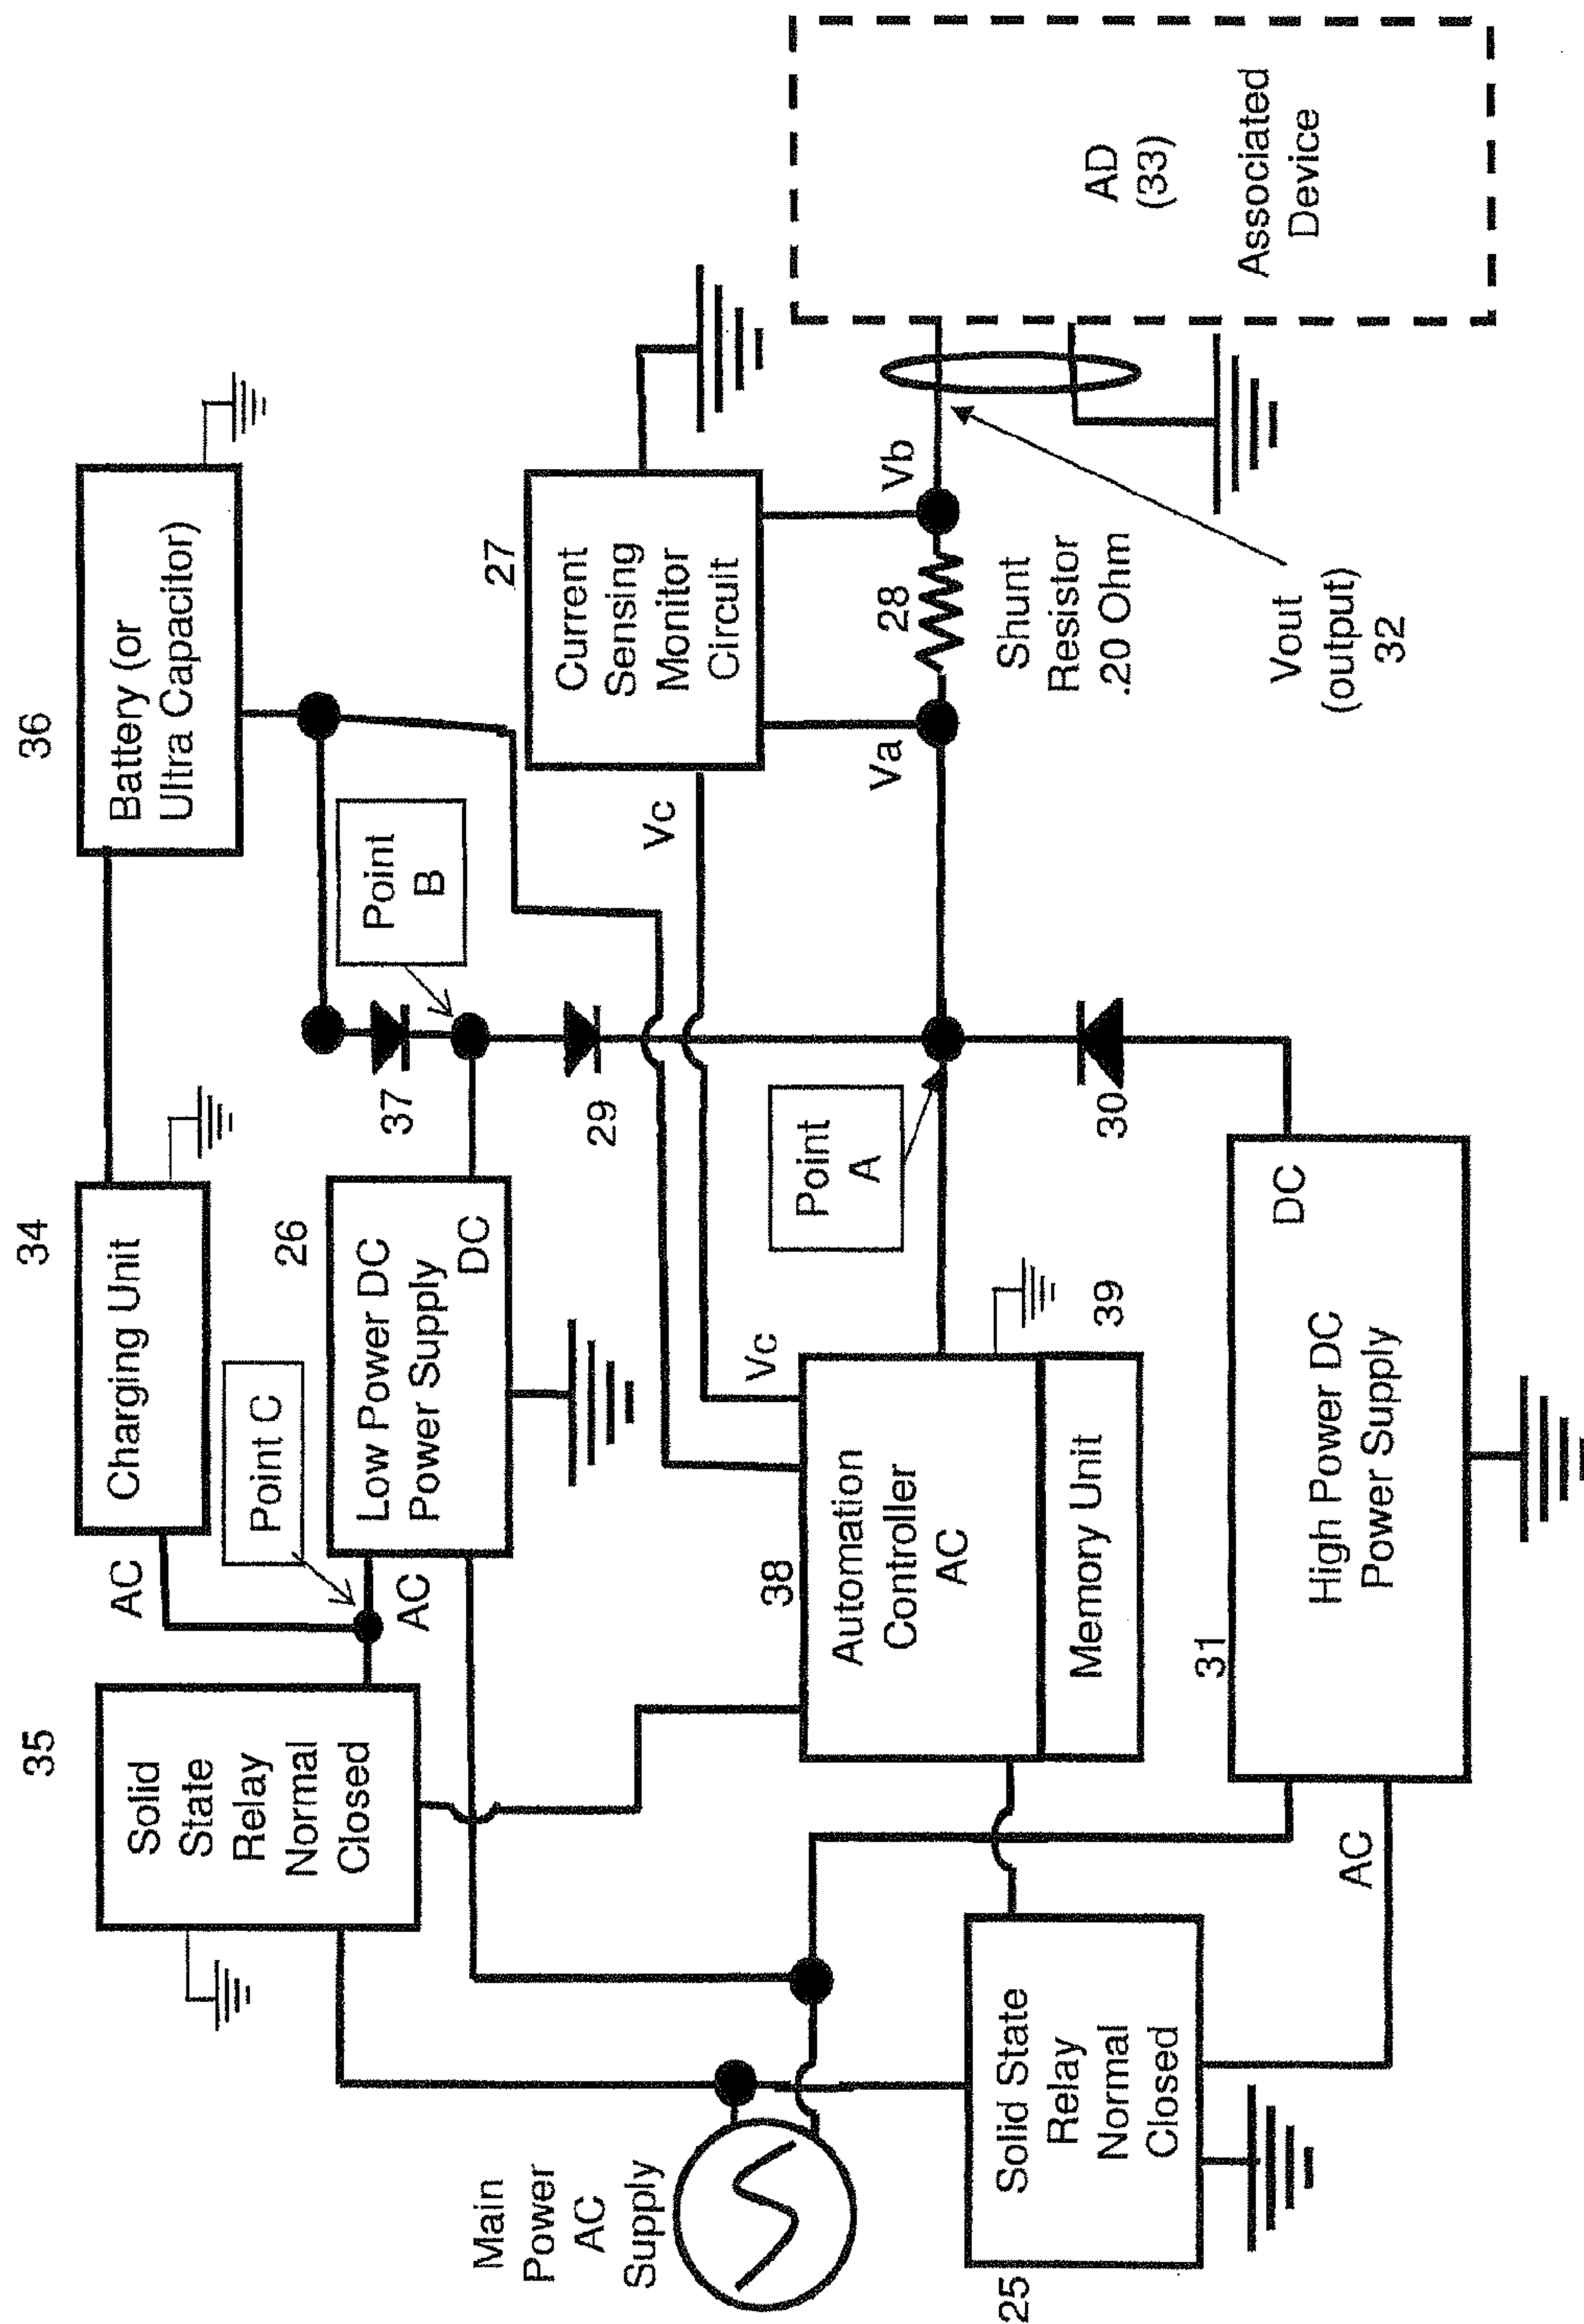 36
Battery (or
Ultra Capacitor)
34
Charging Unit
35
Solid
State
Relay
Normal
Closed
AC
Point C
AC
26
Low Power DC
Power Supply
DC
37
Point
B
29
27
Current
Sensing
Monitor
Circuit
Vc
Vc
Va
Vb
28
Shunt
Resistor
.20 Ohm
Vout
(output)
32
AD
(33)
Associated
Device
Point
A
30
38
Automation
Controller
AC
Memory Unit
39
Main
Power
AC
Supply
25
Solid State
Relay
Normal
Closed
31
High Power DC
Power Supply
DC
AC